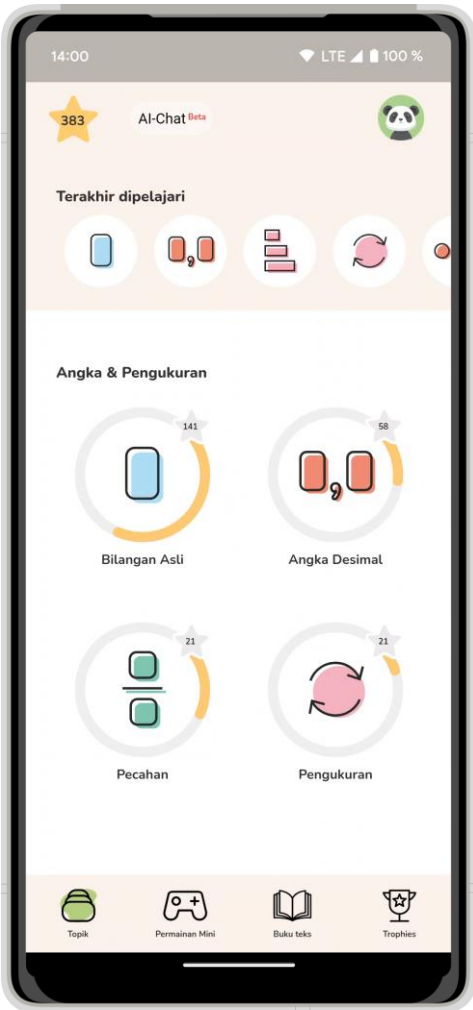 14:00 LTE 100 %
383 AI-Chat Beta
Terakhir dipelajari
Angka & Pengukuran
141
58
Bilangan Asli
Angka Desimal
21
21
Pecahan
Pengukuran
Topik
Permainan Mini
Buku teks
Trophies